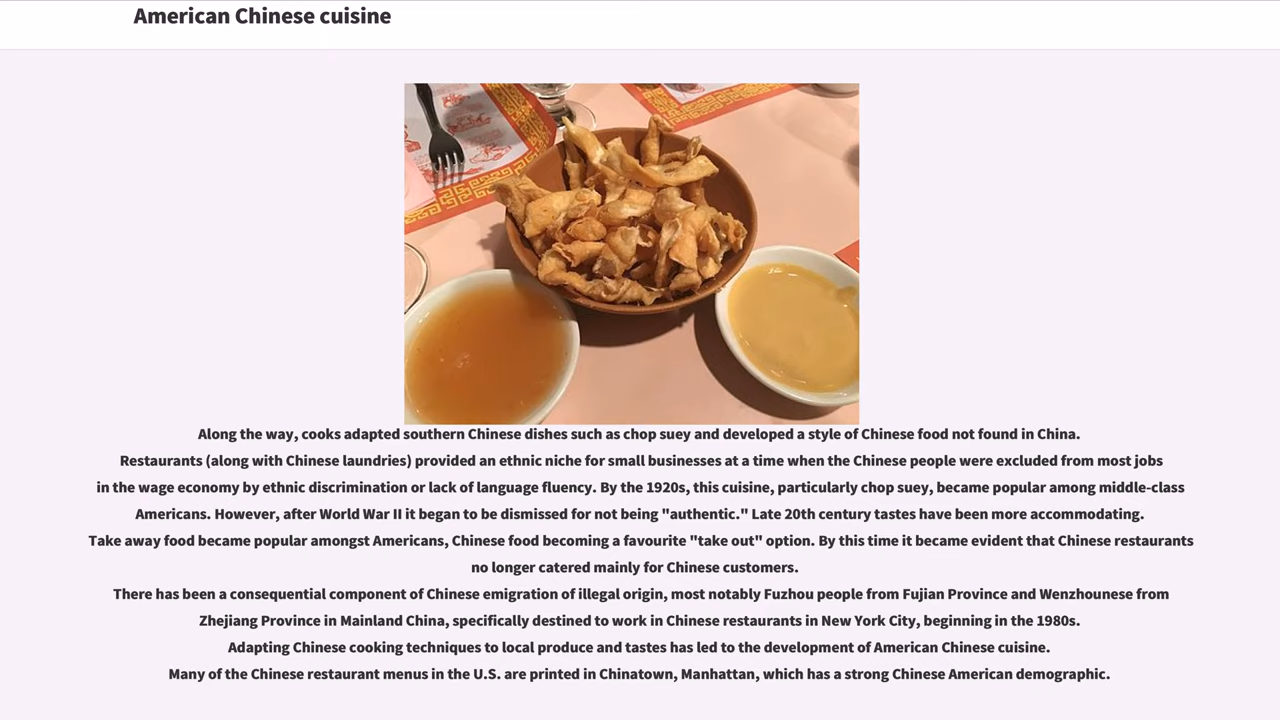 American Chinese cuisine
Along the way, cooks adapted southern Chinese dishes such as chop suey and developed a style of Chinese food not found in China.
Restaurants (along with Chinese laundries) provided an ethnic niche for small businesses at a time when the Chinese people were excluded from most jobs
in the wage economy by ethnic discrimination or lack of language fluency. By the 1920s, this cuisine, particularly chop suey, became popular among middle-class
Americans. However, after World War II it began to be dismissed for not being "authentic." Late 20th century tastes have been more accommodating.
Take away food became popular amongst Americans, Chinese food becoming a favourite "take out" option. By this time it became evident that Chinese restaurants
no longer catered mainly for Chinese customers.
There has been a consequential component of Chinese emigration of illegal origin, most notably Fuzhou people from Fujian Province and Wenzhounese from
Zhejiang Province in Mainland China, specifically destined to work in Chinese restaurants in New York City, beginning in the 1980s.
Adapting Chinese cooking techniques to local produce and tastes has led to the development of American Chinese cuisine.
Many of the Chinese restaurant menus in the U.S. are printed in Chinatown, Manhattan, which has a strong Chinese American demographic.